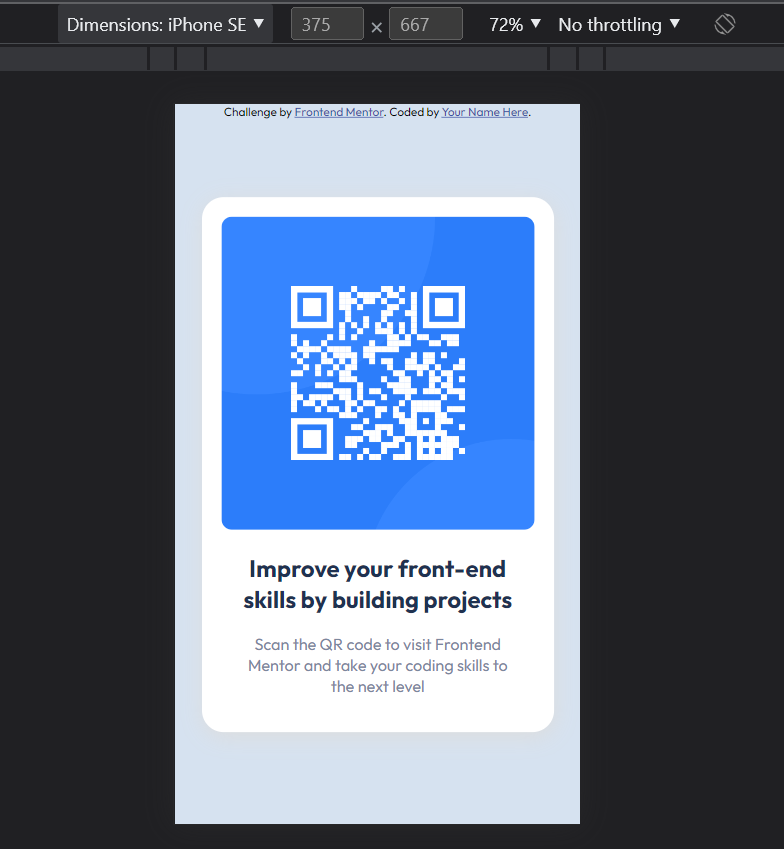 Dimensions: iPhone SE ▼ 375 × 667 72% ▼ No throttling ▼
Challenge by Frontend Mentor. Coded by Your Name Here.
Improve your front-end
skills by building projects
Scan the QR code to visit Frontend
Mentor and take your coding skills to
the next level